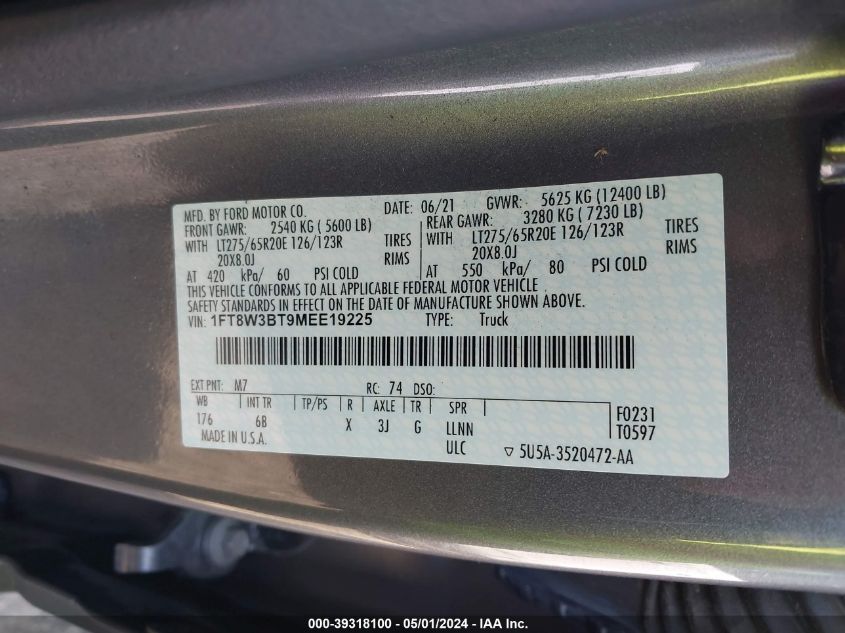 MFD. BY FORD MOTOR CO. DATE: 06/21 GVWR: 5625 KG (12400 LB)
FRONT GAWR: 2540 KG ( 5600 LB) REAR GAWR: 3280 KG ( 7230 LB)
WITH LT275/65R20E 126/123R TIRES WITH LT275/65R20E 126/123R TIRES
20X8.0J RIMS 20X8.0J RIMS
AT 420 kPa/ 60 PSI COLD AT 550 kPa/ 80 PSI COLD
THIS VEHICLE CONFORMS TO ALL APPLICABLE FEDERAL MOTOR VEHICLE
SAFETY STANDARDS IN EFFECT ON THE DATE OF MANUFACTURE SHOWN ABOVE.
VIN: 1FT8W3BT9MEE19225 TYPE: Truck
EXT PNT: M7 RC: 74 DSO:
WB INT TR TP/PS R AXLE TR SPR F0231
176 6B X 3J G LLNN T0597
MADE IN U.S.A. ULC ▽ 5U5A-3520472-AA
000-39318100 - 05/01/2024 - IAA Inc.